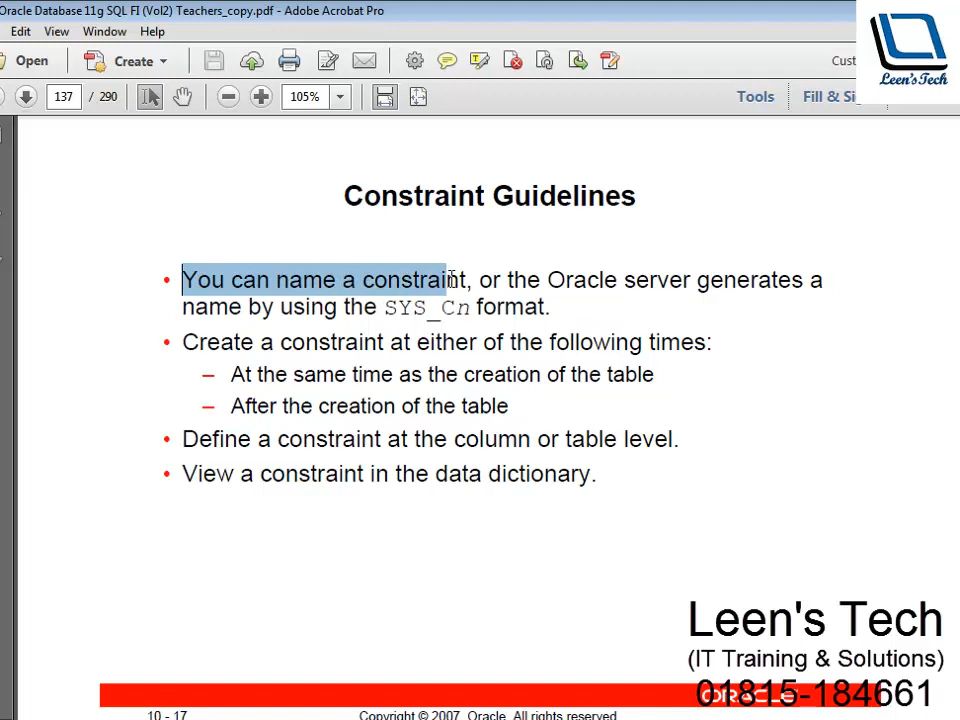 Oracle Database 11g SQL FI (Vol2) Teachers_copy.pdf - Adobe Acrobat Pro
Edit View Window Help
Open Create Cust
137 / 290 105% Tools Fill & Si
Leen'sTech
Constraint Guidelines
• You can name a constraint, or the Oracle server generates a
name by using the SYS_Cn format.
• Create a constraint at either of the following times:
– At the same time as the creation of the table
– After the creation of the table
• Define a constraint at the column or table level.
• View a constraint in the data dictionary.
Leen's Tech
(IT Training & Solutions)
01815-184661
ORACLE
10 - 17 Copyright © 2007, Oracle. All rights reserved